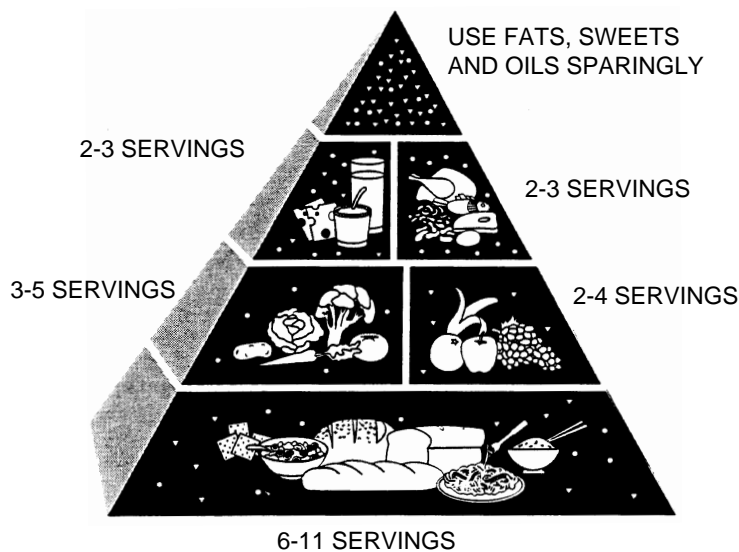 USE FATS, SWEETS
AND OILS SPARINGLY
2-3 SERVINGS
2-3 SERVINGS
3-5 SERVINGS
2-4 SERVINGS
6-11 SERVINGS